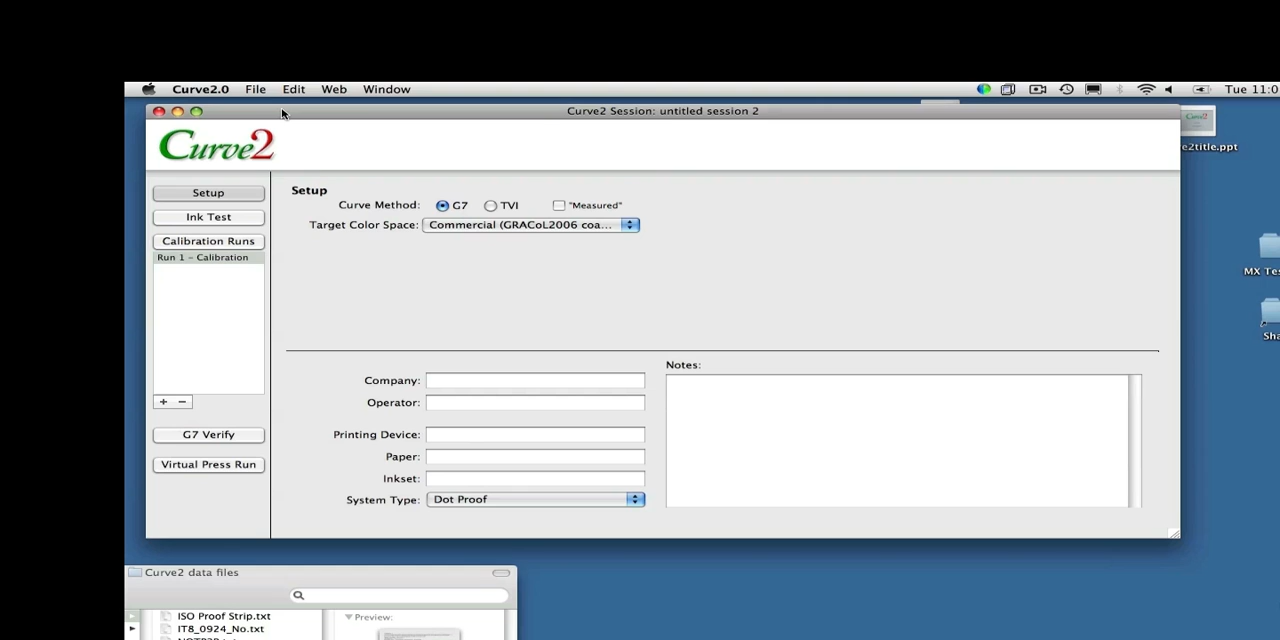 Curve2.0 File Edit Web Window Tue 11:0
Curve2 Session: untitled session 2
Curve2
e2title.ppt
Setup
Ink Test
Calibration Runs
Run 1 - Calibration
+ -
G7 Verify
Virtual Press Run
Setup
Curve Method: G7 TVI "Measured"
Target Color Space: Commercial (GRACoL2006 coa...
Company:
Operator:
Printing Device:
Paper:
Inkset:
System Type: Dot Proof
Notes:
MX Tes
Sha
Curve2 data files
ISO Proof Strip.txt
IT8_0924_No.txt
Preview: